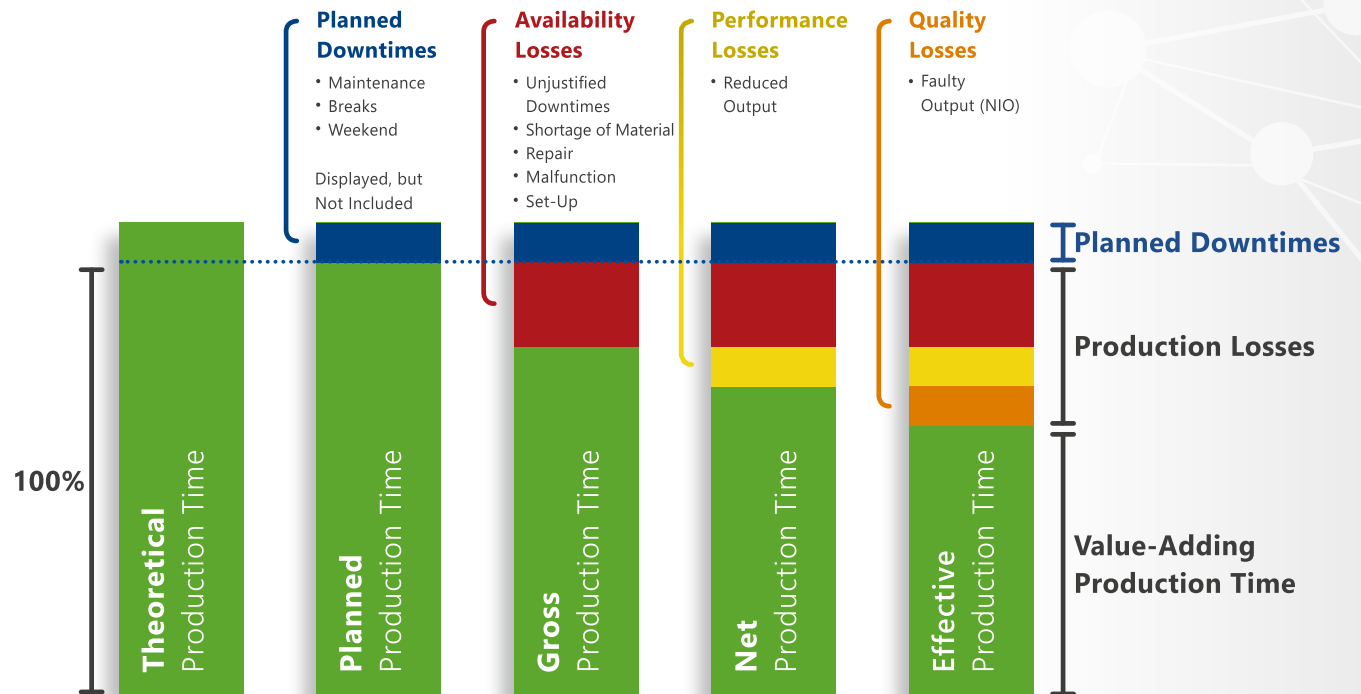 Planned
Downtimes
• Maintenance
• Breaks
• Weekend
Displayed, but
Not Included
Availability
Losses
• Unjustified
Downtimes
• Shortage of Material
• Repair
• Malfunction
• Set-Up
Performance
Losses
• Reduced
Output
Quality
Losses
• Faulty
Output (NIO)
100%
Theoretical
Production Time
Planned
Production Time
Gross
Production Time
Net
Production Time
Effective
Production Time
Planned Downtimes
Production Losses
Value-Adding
Production Time